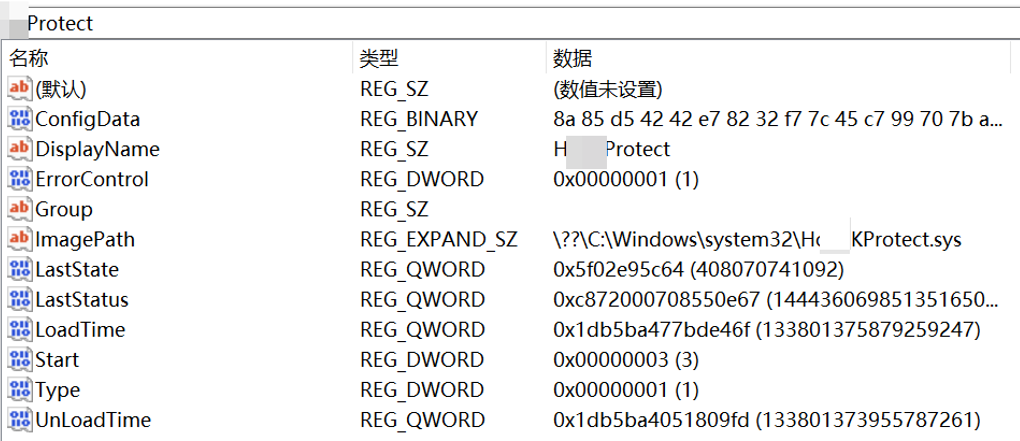 Protect
名称 类型 数据
(默认) REG_SZ (数值未设置)
ConfigData REG_BINARY 8a 85 d5 42 42 e7 82 32 f7 7c 45 c7 99 70 7b a...
DisplayName REG_SZ H Protect
ErrorControl REG_DWORD 0x00000001 (1)
Group REG_SZ
ImagePath REG_EXPAND_SZ \??\C:\Windows\system32\Ho KProtect.sys
LastState REG_QWORD 0x5f02e95c64 (408070741092)
LastStatus REG_QWORD 0xc872000708550e67 (144436069851351650...
LoadTime REG_QWORD 0x1db5ba477bde46f (133801375879259247)
Start REG_DWORD 0x00000003 (3)
Type REG_DWORD 0x00000001 (1)
UnLoadTime REG_QWORD 0x1db5ba4051809fd (133801373955787261)